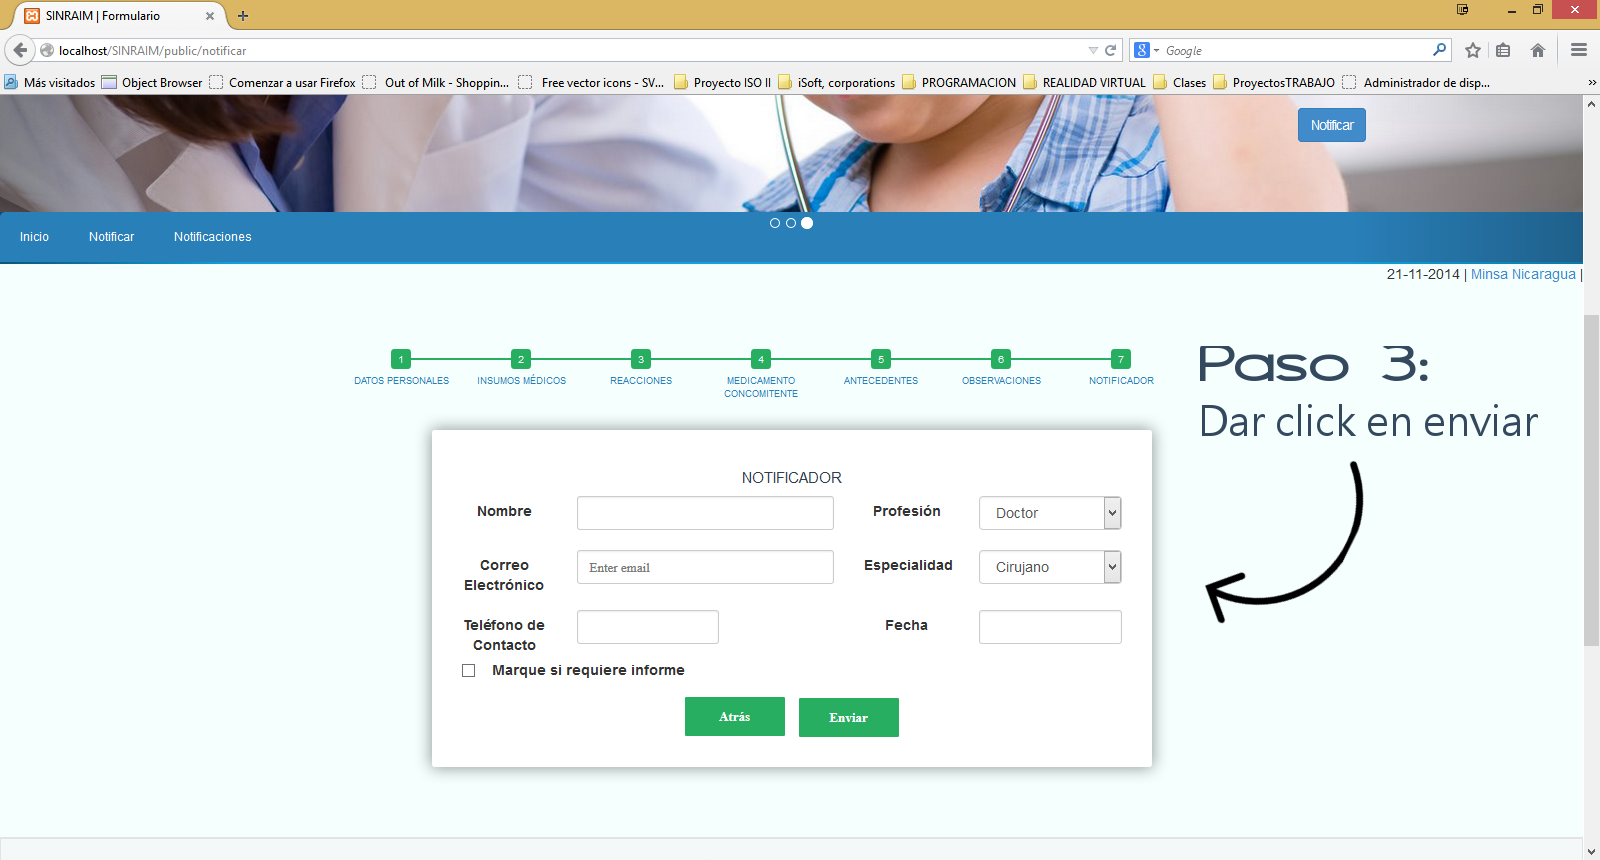 SINRAIM | Formulario
localhost/SINRAIM/public/notificar
Google
Más visitados Object Browser Comenzar a usar Firefox Out of Milk - Shoppin... Free vector icons - SV... Proyecto ISO II iSoft, corporations PROGRAMACION REALIDAD VIRTUAL Clases ProyectosTRABAJO Administrador de disp...
Notificar
Inicio Notificar Notificaciones
21-11-2014 | Minsa Nicaragua |
1 2 3 4 5 6 7
DATOS PERSONALES INSUMOS MÉDICOS REACCIONES MEDICAMENTO ANTECEDENTES OBSERVACIONES NOTIFICADOR
CONCOMITENTE
Paso 3:
Dar click en enviar
NOTIFICADOR
Nombre Profesión Doctor
Correo Enter email Especialidad Cirujano
Electrónico
Teléfono de Fecha
Contacto
Marque si requiere informe
Atrás Enviar